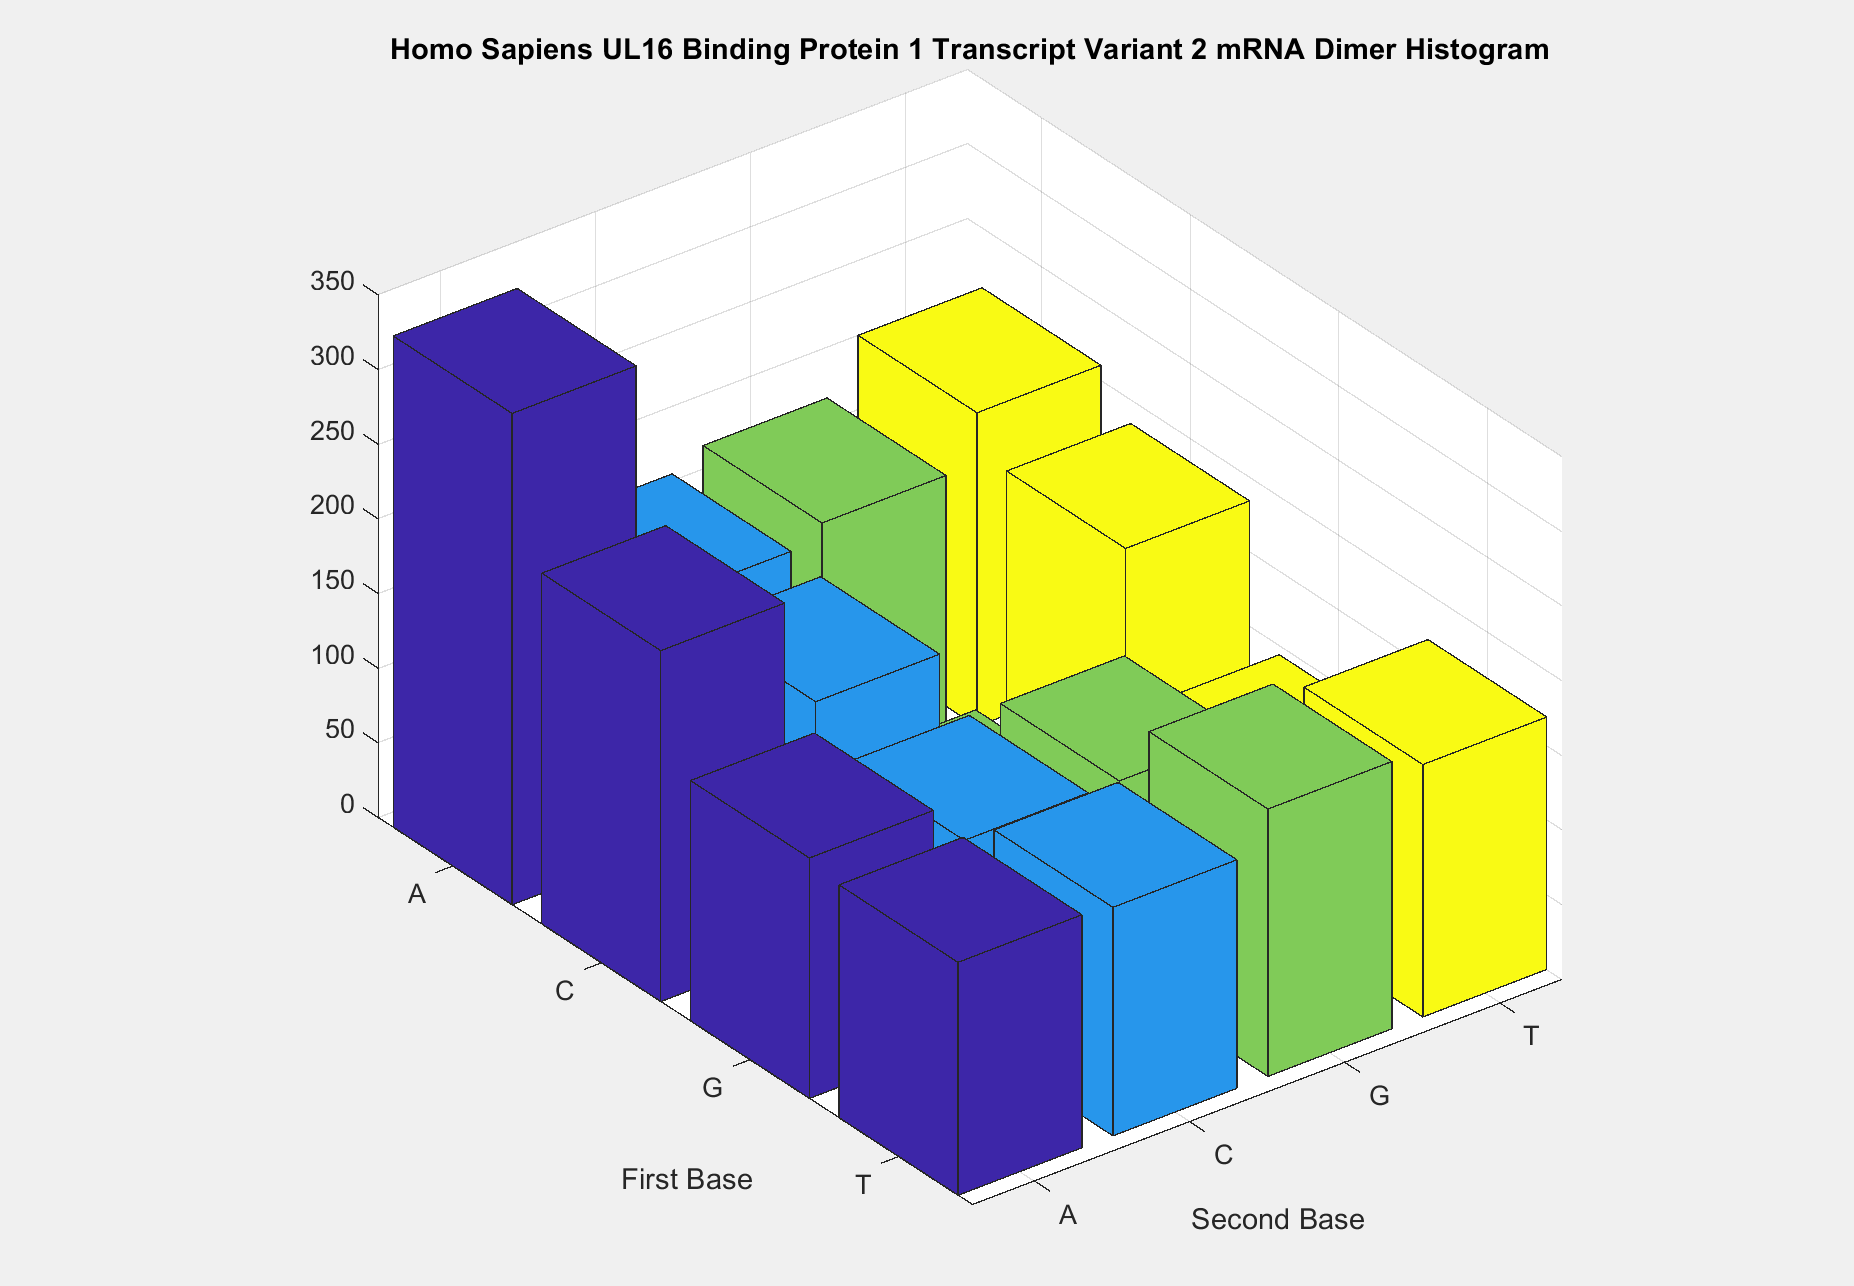 Homo Sapiens UL16 Binding Protein 1 Transcript Variant 2 mRNA Dimer Histogram
350
300
250
200
150
100
50
0
A
C
G
T
First Base
A
C
G
T
Second Base